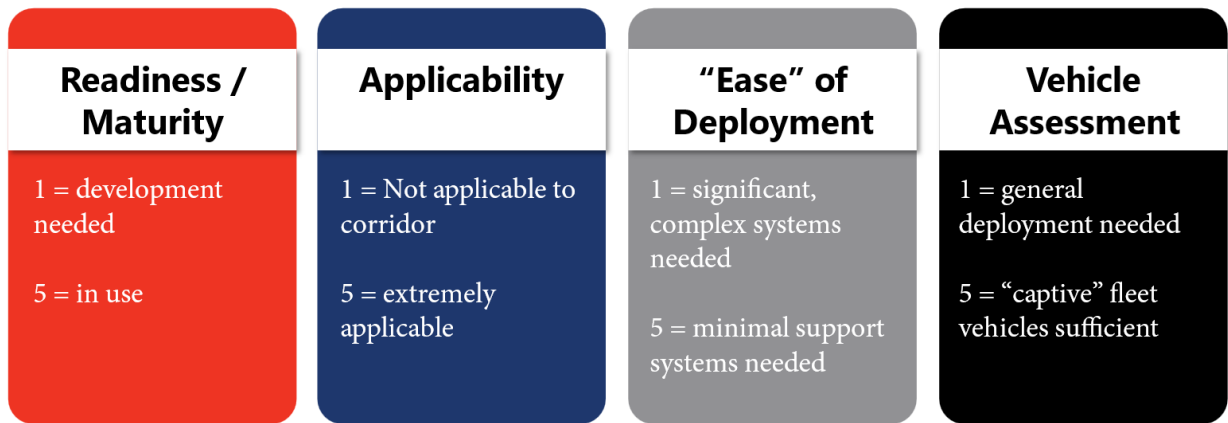 Readiness /
Maturity
1 = development
needed
5 = in use
Applicability
1 = Not applicable to
corridor
5 = extremely
applicable
“Ease” of
Deployment
1 = significant,
complex systems
needed
5 = minimal support
systems needed
Vehicle
Assessment
1 = general
deployment needed
5 = “captive” fleet
vehicles sufficient